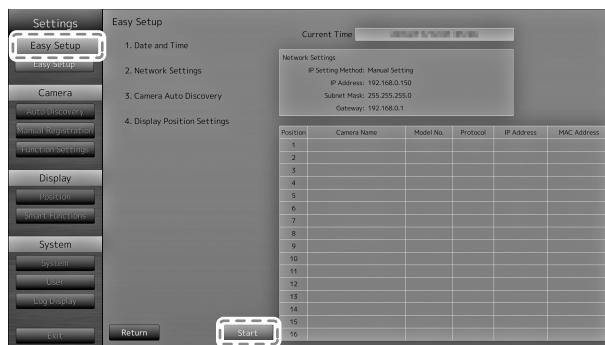 Settings
Easy Setup
Easy Setup
Camera
Auto Discovery
Manual Registration
Function Settings
Display
Position
Smart Functions
System
System
User
Log Display
Exit
Easy Setup
1. Date and Time
2. Network Settings
3. Camera Auto Discovery
4. Display Position Settings
Return
Start
Current Time
Network Settings
IP Setting Method: Manual Setting
IP Address: 192.168.0.150
Subnet Mask: 255.255.255.0
Gateway: 192.168.0.1
Position Camera Name Model No. Protocol IP Address MAC Address
1
2
3
4
5
6
7
8
9
10
11
12
13
14
15
16